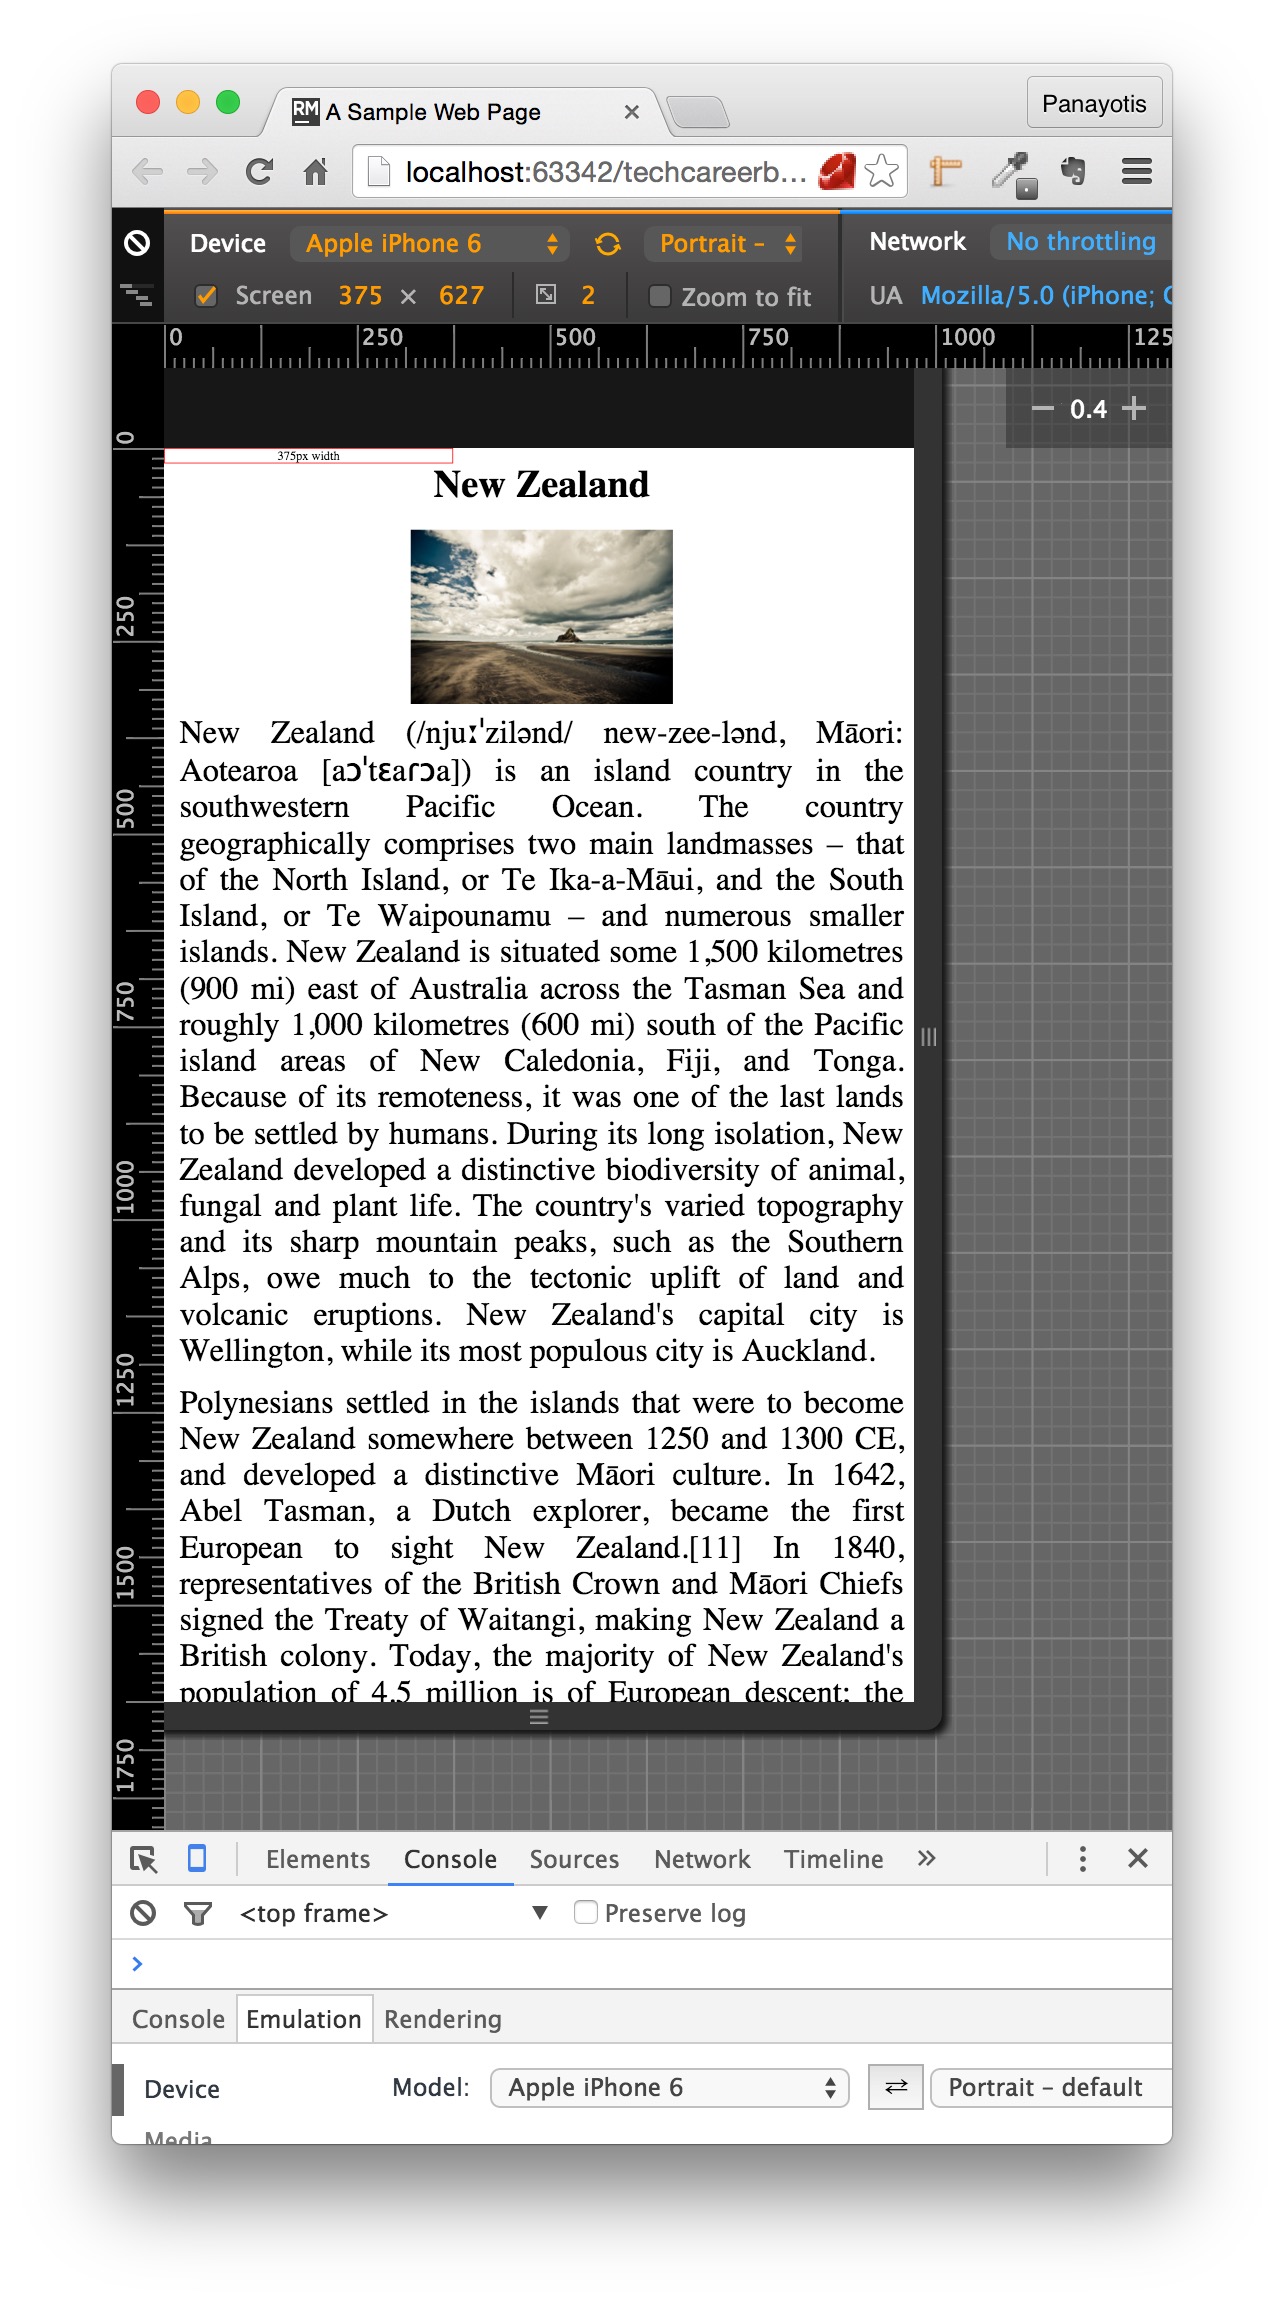 RM A Sample Web Page
Panayotis
localhost:63342/techcareerb...
Device Apple iPhone 6 Portrait - Network No throttling
Screen 375 × 627 2 Zoom to fit UA Mozilla/5.0 (iPhone;
0 250 500 750 1000 125
0.4
0
250
500
750
1000
1250
1500
1750
375px width
New Zealand
New Zealand (/njuːˈzilənd/ new-zee-lənd, Māori:
Aotearoa [aɔˈtɛaɾɔa]) is an island country in the
southwestern Pacific Ocean. The country
geographically comprises two main landmasses – that
of the North Island, or Te Ika-a-Māui, and the South
Island, or Te Waipounamu – and numerous smaller
islands. New Zealand is situated some 1,500 kilometres
(900 mi) east of Australia across the Tasman Sea and
roughly 1,000 kilometres (600 mi) south of the Pacific
island areas of New Caledonia, Fiji, and Tonga.
Because of its remoteness, it was one of the last lands
to be settled by humans. During its long isolation, New
Zealand developed a distinctive biodiversity of animal,
fungal and plant life. The country's varied topography
and its sharp mountain peaks, such as the Southern
Alps, owe much to the tectonic uplift of land and
volcanic eruptions. New Zealand's capital city is
Wellington, while its most populous city is Auckland.
Polynesians settled in the islands that were to become
New Zealand somewhere between 1250 and 1300 CE,
and developed a distinctive Māori culture. In 1642,
Abel Tasman, a Dutch explorer, became the first
European to sight New Zealand.[11] In 1840,
representatives of the British Crown and Māori Chiefs
signed the Treaty of Waitangi, making New Zealand a
British colony. Today, the majority of New Zealand's
population of 4.5 million is of European descent; the
Elements Console Sources Network Timeline »
<top frame> Preserve log
Console Emulation Rendering
Device Model: Apple iPhone 6 Portrait – default
Media